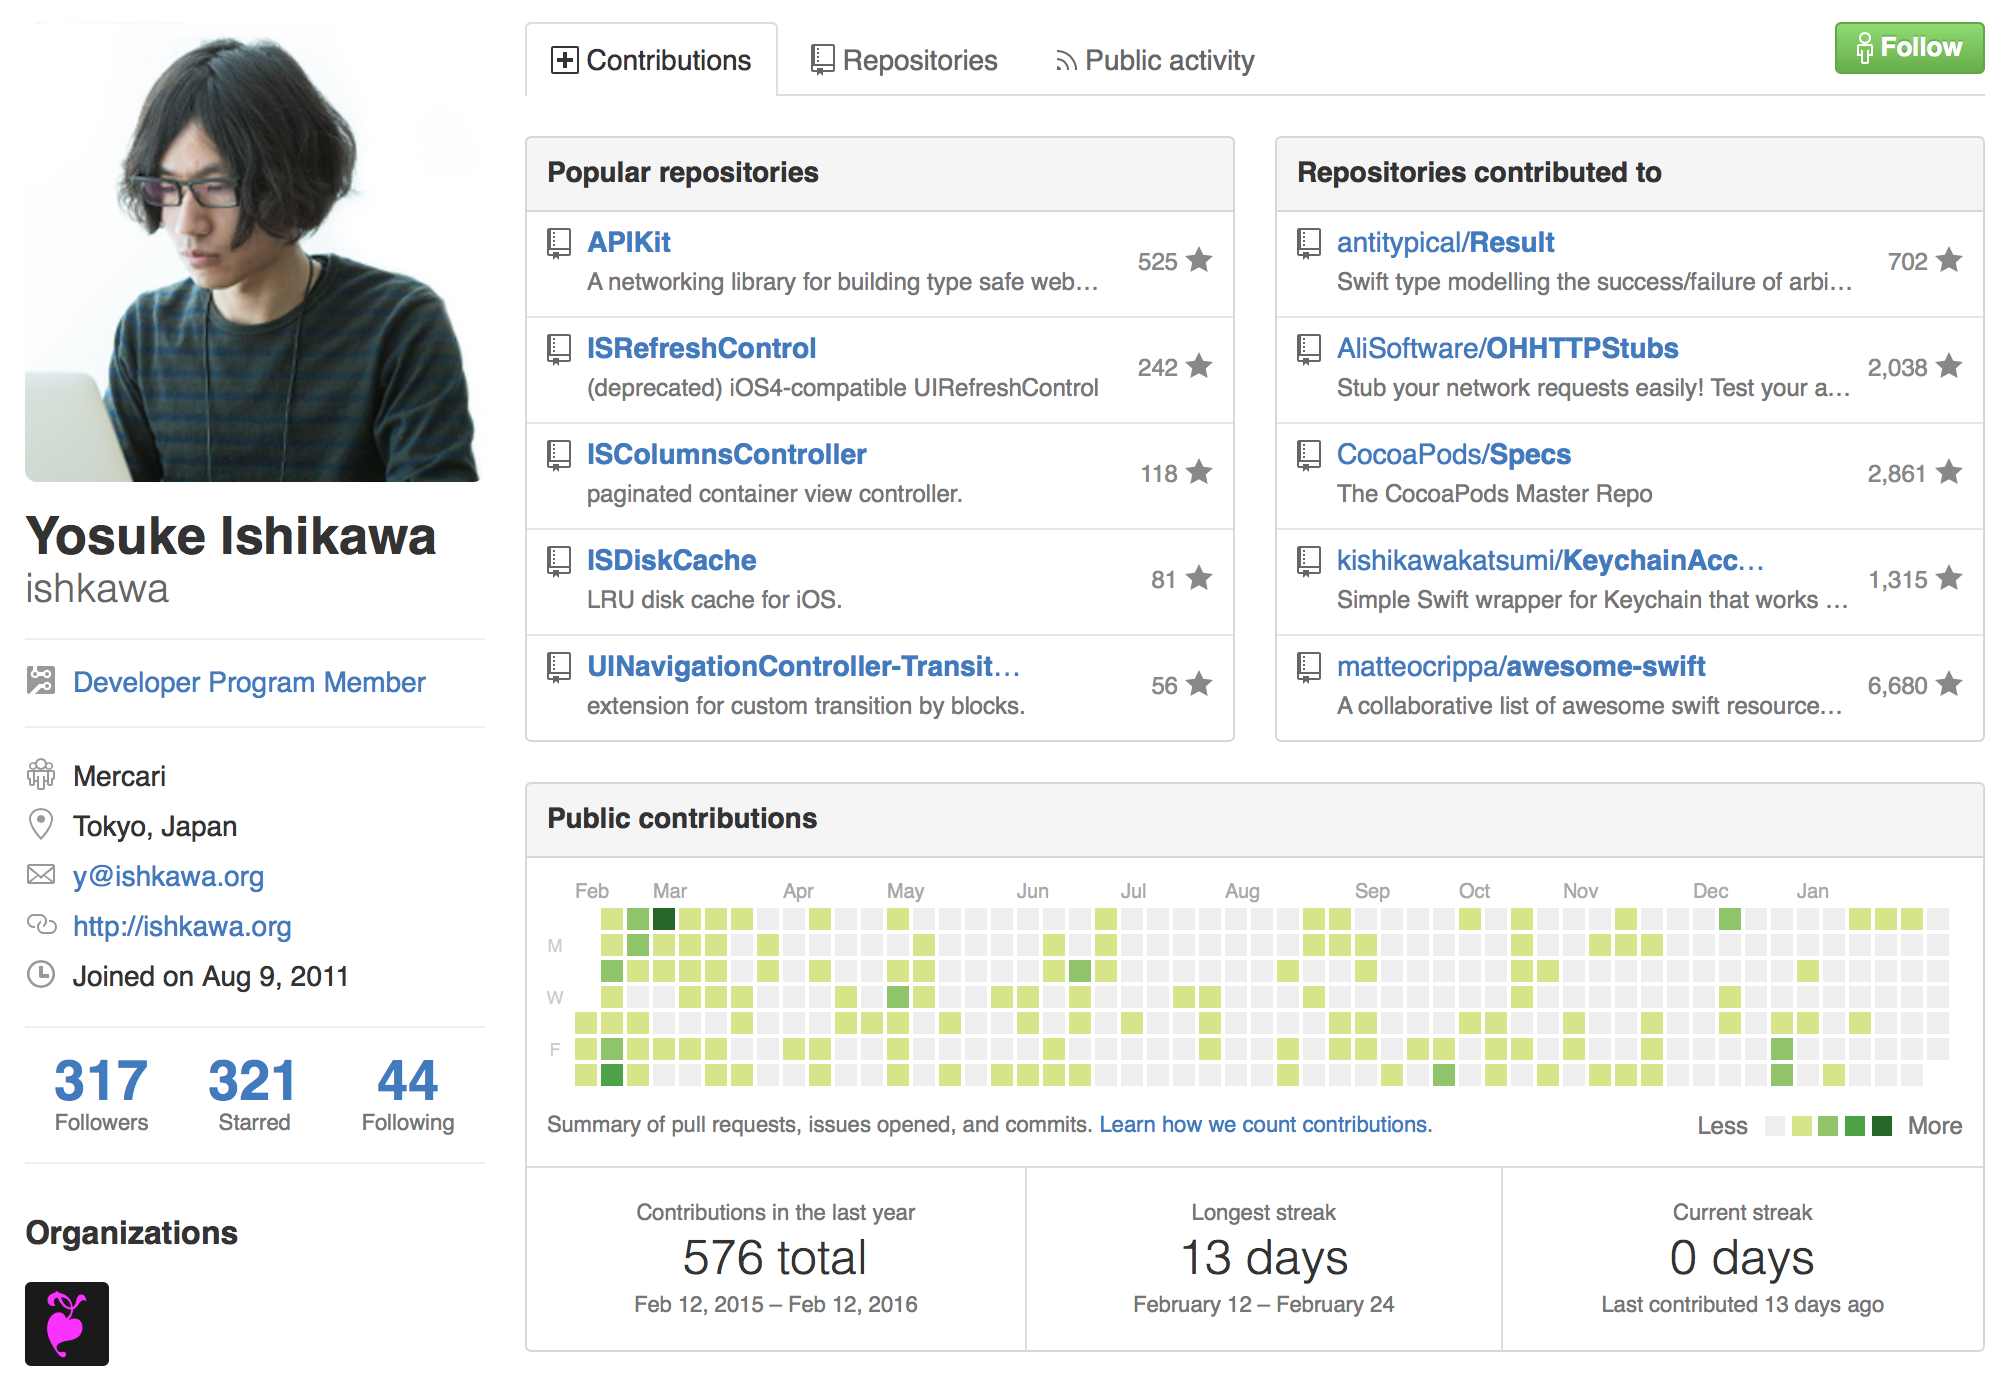 Contributions
Repositories
Public activity
Follow
Yosuke Ishikawa
ishkawa
Developer Program Member
Mercari
Tokyo, Japan
y@ishkawa.org
http://ishkawa.org
Joined on Aug 9, 2011
317 321 44
Followers Starred Following
Organizations
Popular repositories
APIKit
A networking library for building type safe web…
525
ISRefreshControl
(deprecated) iOS4-compatible UIRefreshControl
242
ISColumnsController
paginated container view controller.
118
ISDiskCache
LRU disk cache for iOS.
81
UINavigationController-Transit…
extension for custom transition by blocks.
56
Repositories contributed to
antitypical/Result
Swift type modelling the success/failure of arbi…
702
AliSoftware/OHHTTPStubs
Stub your network requests easily! Test your a…
2,038
CocoaPods/Specs
The CocoaPods Master Repo
2,861
kishikawakatsumi/KeychainAcc…
Simple Swift wrapper for Keychain that works …
1,315
matteocrippa/awesome-swift
A collaborative list of awesome swift resource…
6,680
Public contributions
Feb Mar Apr May Jun Jul Aug Sep Oct Nov Dec Jan
M
W
F
Summary of pull requests, issues opened, and commits. Learn how we count contributions.
Less More
Contributions in the last year
576 total
Feb 12, 2015 – Feb 12, 2016
Longest streak
13 days
February 12 – February 24
Current streak
0 days
Last contributed 13 days ago